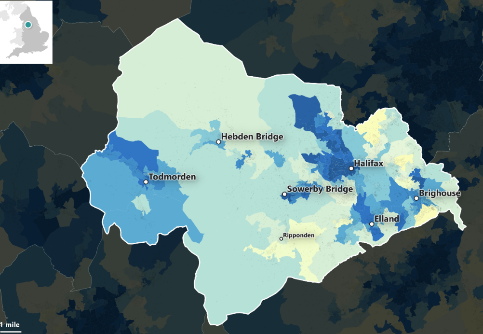 Hebden Bridge
Halifax
Todmorden
Sowerby Bridge
Brighouse
Elland
Ripponden
1 mile